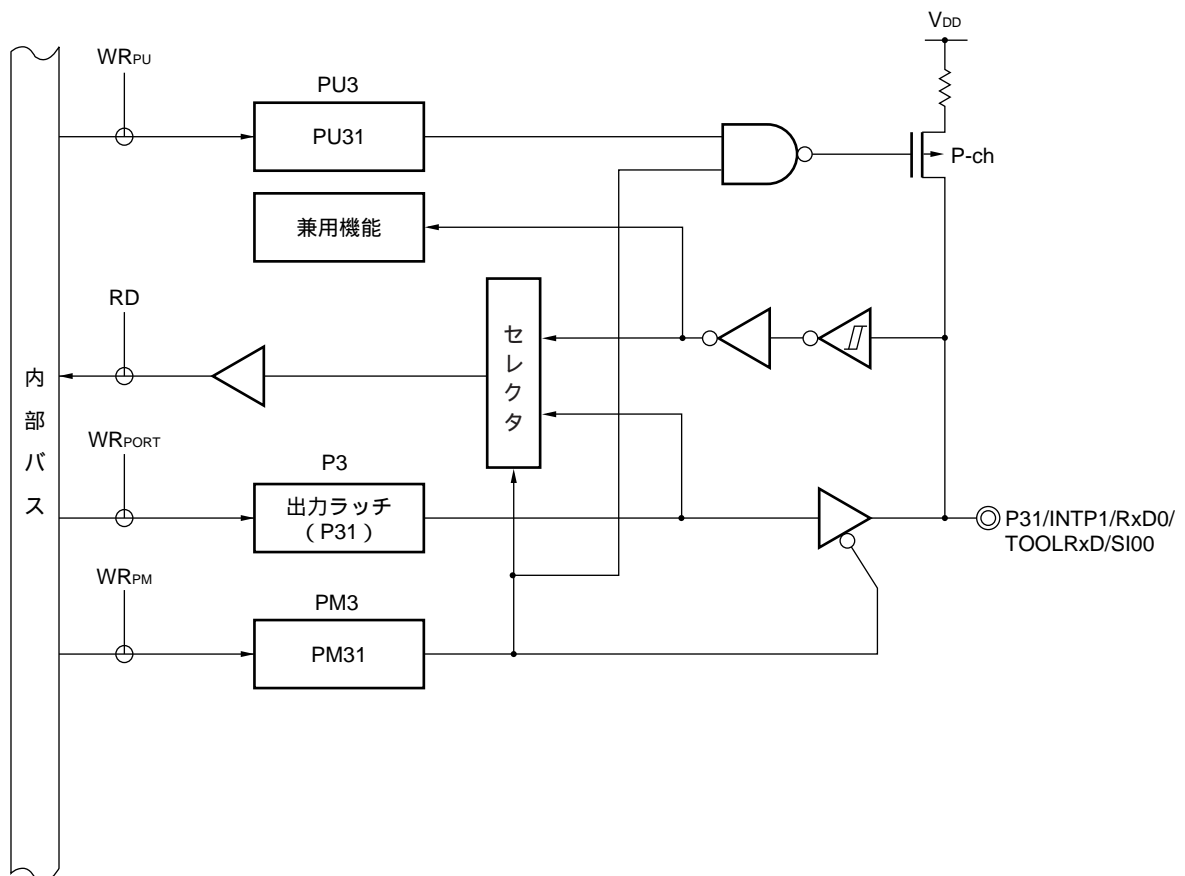 VDD
WRPU
PU3
PU31
P-ch
兼用機能
RD
セレクタ
内部バス
WRPORT
P3
出力ラッチ
(P31)
P31/INTP1/RxD0/
TOOLRxD/SI00
WRPM
PM3
PM31